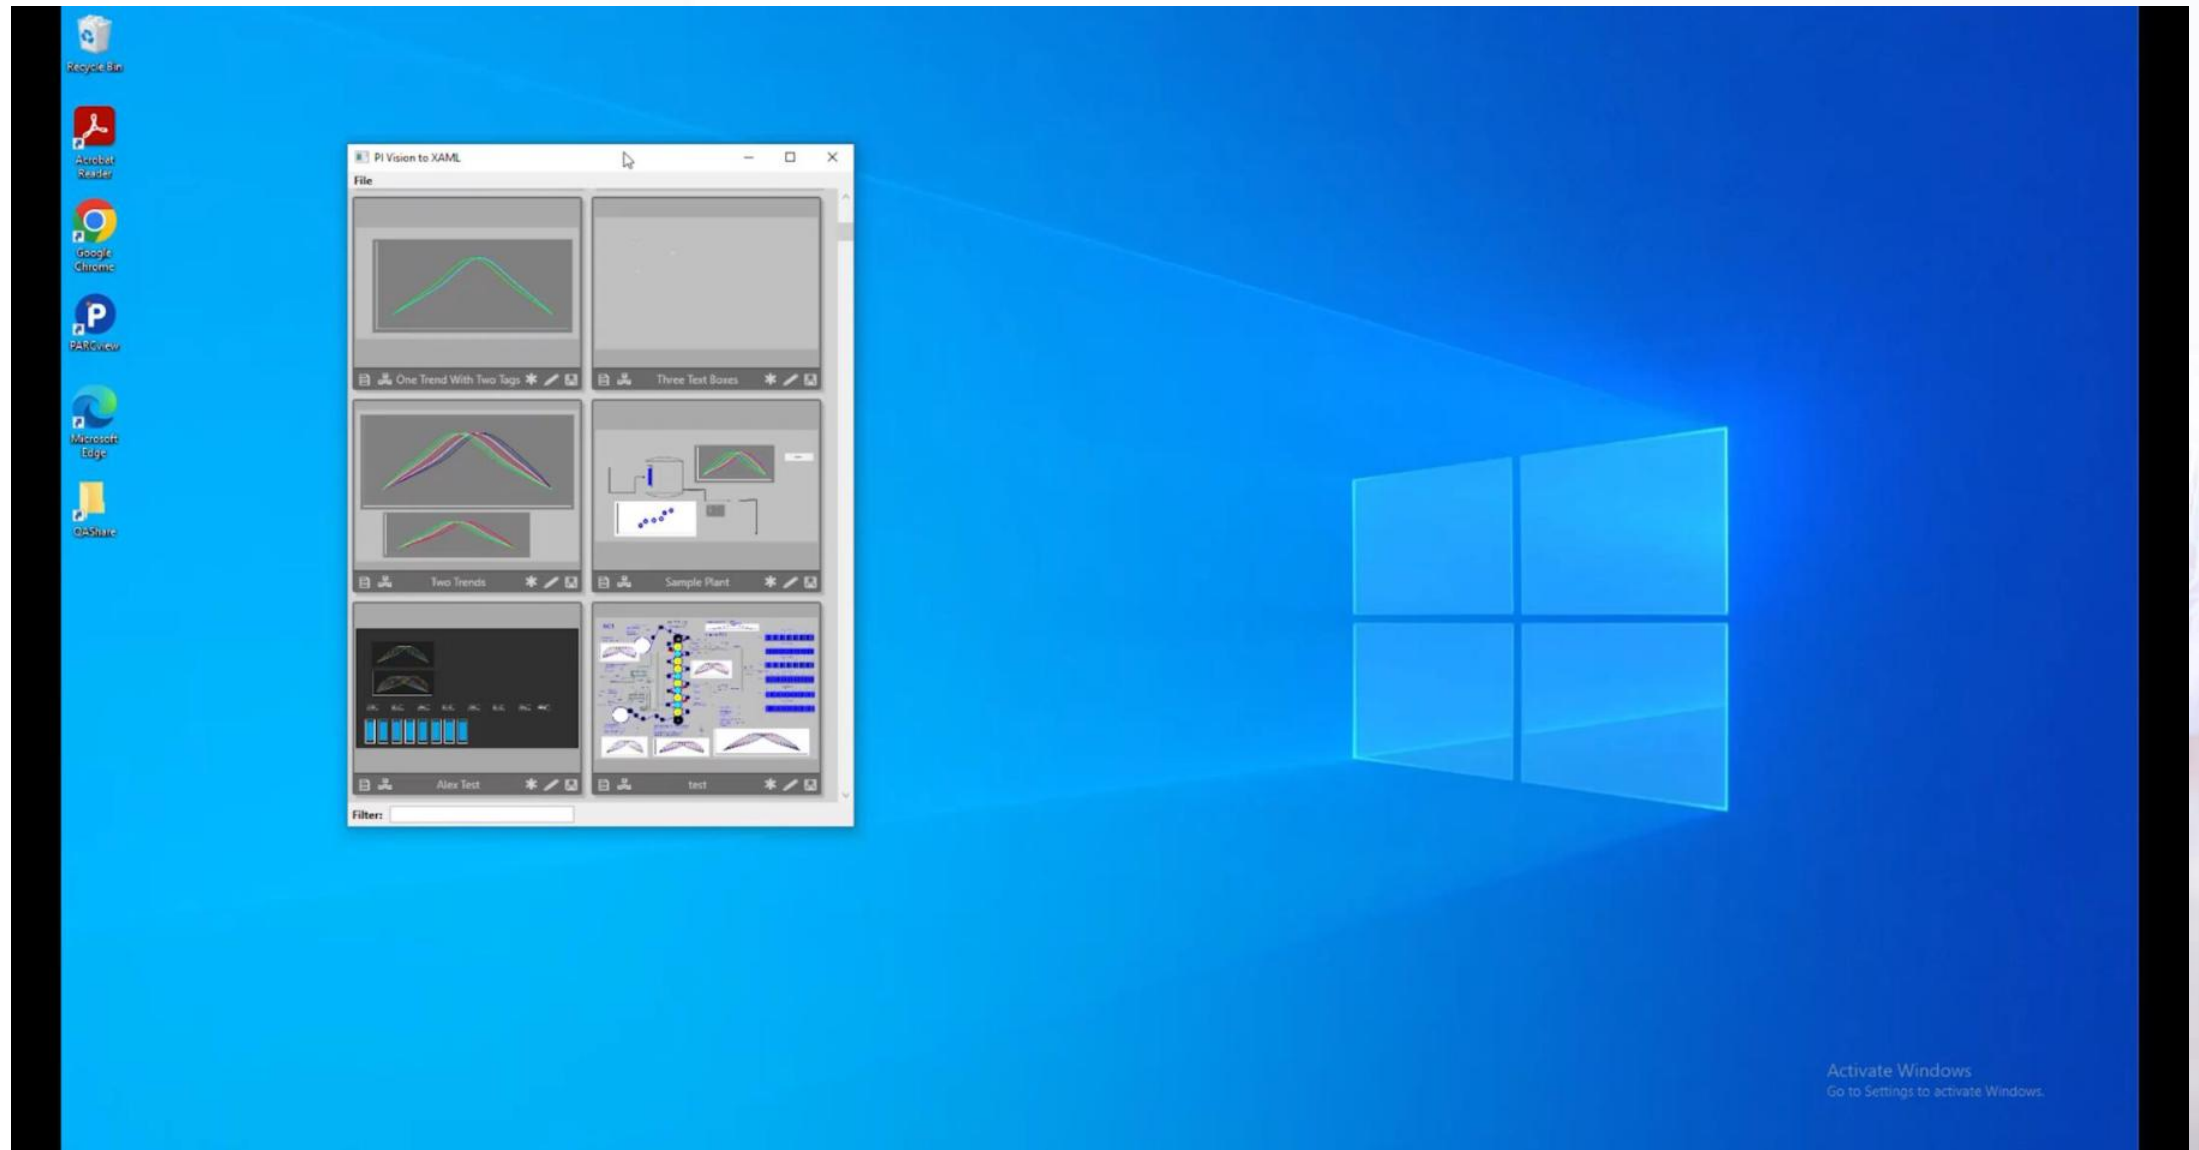 Recycle Bin
Acrobat
Reader
Google
Chrome
PARCview
Microsoft
Edge
QAShare
PI Vision to XAML
File
One Trend With Two Tags
Three Text Boxes
Two Trends
Sample Plant
Alex Test
test
Filter:
Activate Windows
Go to Settings to activate Windows.